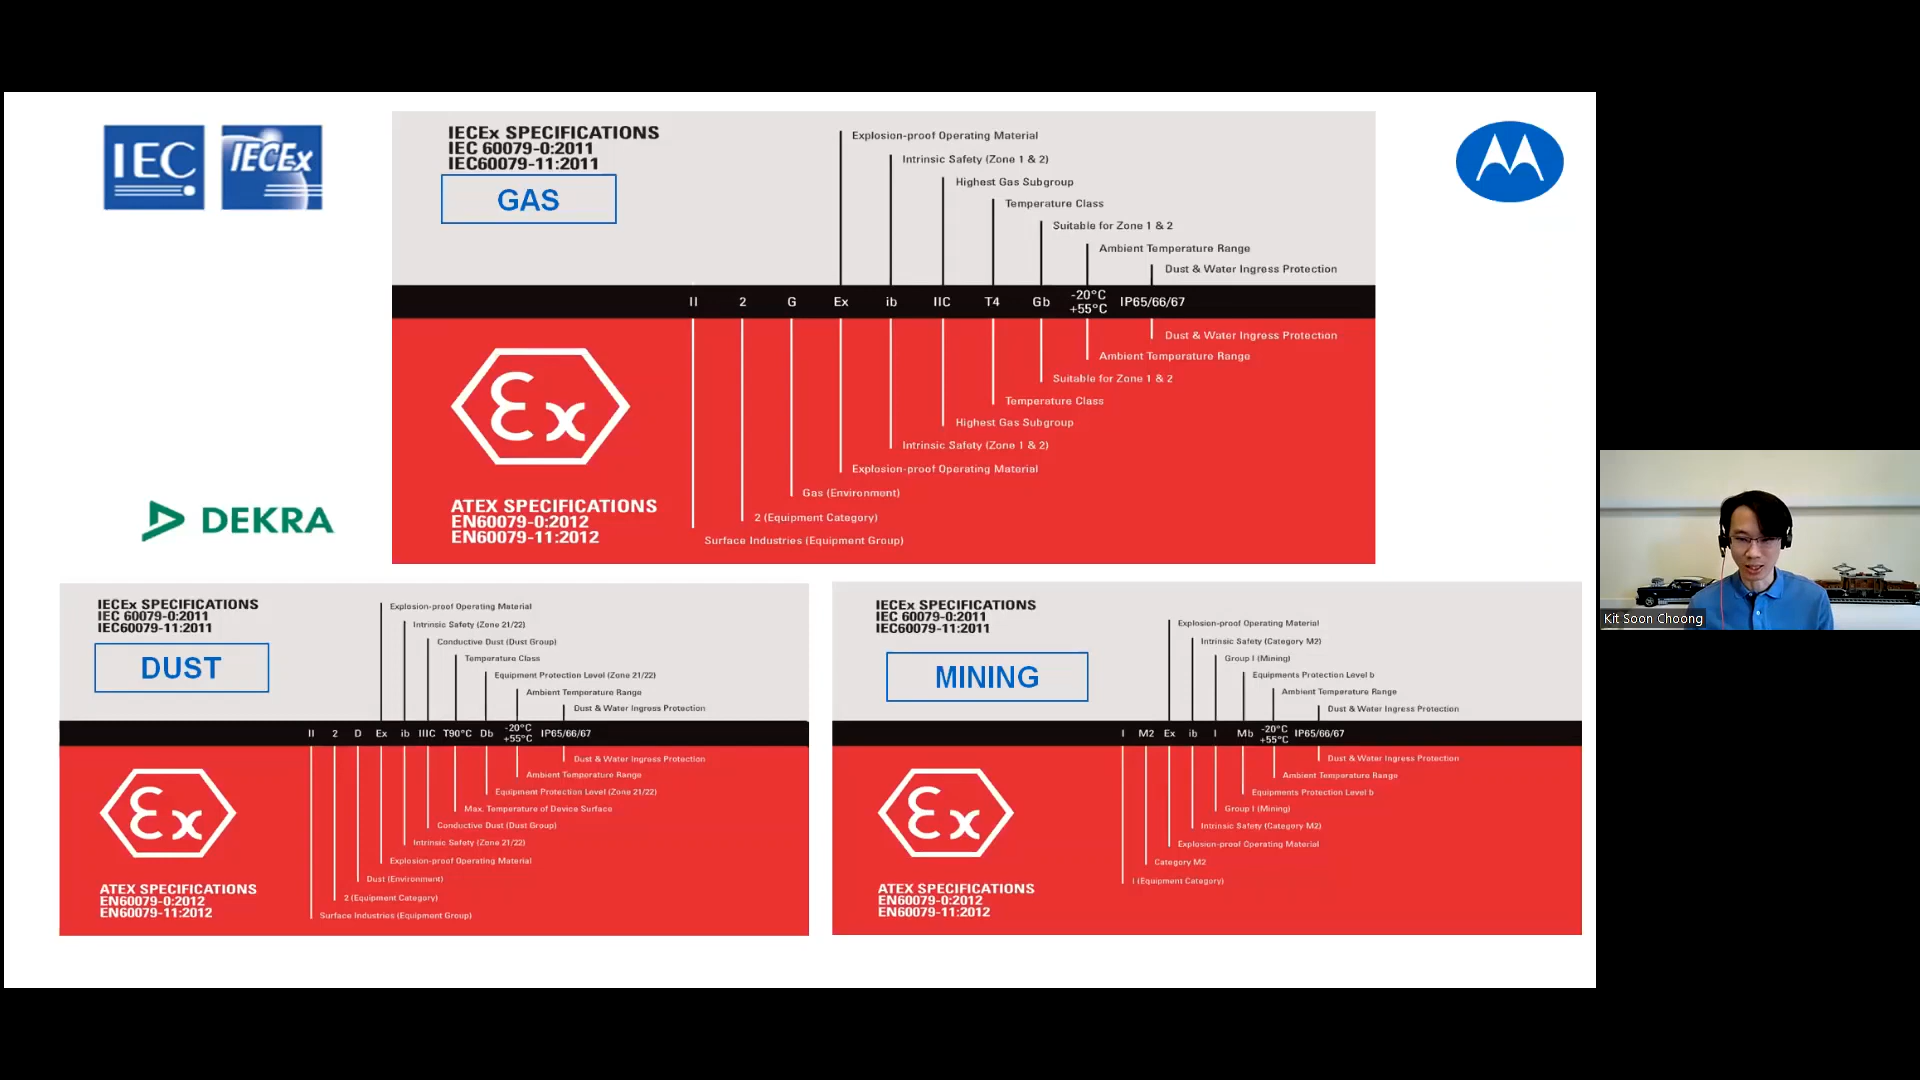 IEC
IECEx
IECEx SPECIFICATIONS
IEC 60079-0:2011
IEC60079-11:2011
GAS
Explosion-proof Operating Material
Intrinsic Safety (Zone 1 & 2)
Highest Gas Subgroup
Temperature Class
Suitable for Zone 1 & 2
Ambient Temperature Range
Dust & Water Ingress Protection
II 2 G Ex ib IIC T4 Gb -20°C +55°C IP65/66/67
Dust & Water Ingress Protection
Ambient Temperature Range
Suitable for Zone 1 & 2
Temperature Class
Highest Gas Subgroup
Intrinsic Safety (Zone 1 & 2)
Explosion-proof Operating Material
Gas (Environment)
2 (Equipment Category)
Surface Industries (Equipment Group)
Ex
ATEX SPECIFICATIONS
EN60079-0:2012
EN60079-11:2012
DEKRA
IECEx SPECIFICATIONS
IEC 60079-0:2011
IEC60079-11:2011
DUST
Explosion-proof Operating Material
Intrinsic Safety (Zone 21/22)
Conductive Dust (Dust Group)
Temperature Class
Equipment Protection Level (Zone 21/22)
Ambient Temperature Range
Dust & Water Ingress Protection
II 2 D Ex ib IIIC T90°C Db -20°C +55°C IP65/66/67
Dust & Water Ingress Protection
Ambient Temperature Range
Equipment Protection Level (Zone 21/22)
Max. Temperature of Device Surface
Conductive Dust (Dust Group)
Intrinsic Safety (Zone 21/22)
Explosion-proof Operating Material
Dust (Environment)
2 (Equipment Category)
Surface Industries (Equipment Group)
Ex
ATEX SPECIFICATIONS
EN60079-0:2012
EN60079-11:2012
IECEx SPECIFICATIONS
IEC 60079-0:2011
IEC60079-11:2011
MINING
Explosion-proof Operating Material
Intrinsic Safety (Category M2)
Group I (Mining)
Equipments Protection Level b
Ambient Temperature Range
Dust & Water Ingress Protection
I M2 Ex ib I Mb -20°C +55°C IP65/66/67
Dust & Water Ingress Protection
Ambient Temperature Range
Equipments Protection Level b
Group I (Mining)
Intrinsic Safety (Category M2)
Explosion-proof Operating Material
Category M2
I (Equipment Category)
Ex
ATEX SPECIFICATIONS
EN60079-0:2012
EN60079-11:2012
Kit Soon Choong